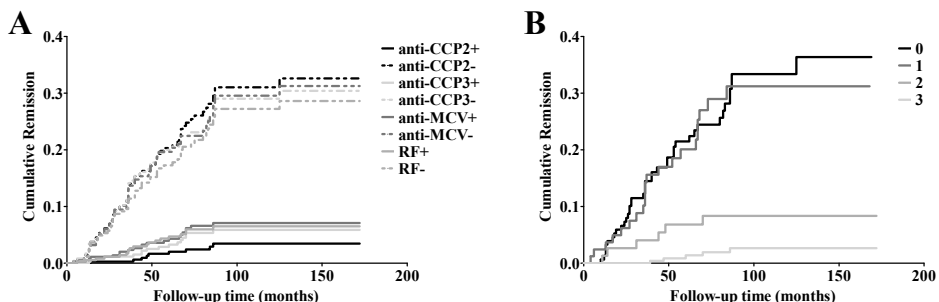 A
Cumulative Remission
0.4
0.3
0.2
0.1
0.0
0
50
100
150
200
Follow-up time (months)
anti-CCP2+
anti-CCP2-
anti-CCP3+
anti-CCP3-
anti-MCV+
anti-MCV-
RF+
RF-
B
Cumulative Remission
0.4
0.3
0.2
0.1
0.0
0
50
100
150
200
Follow-up time (months)
0
1
2
3